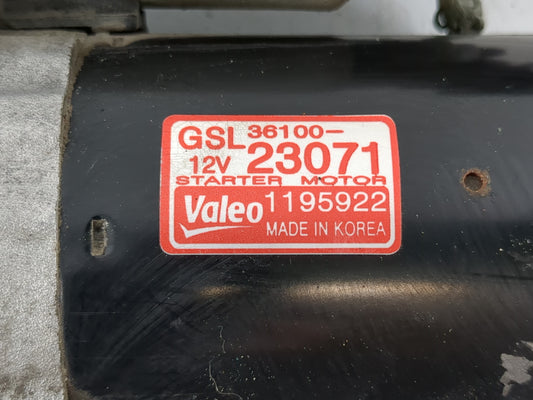 GSL 36100-
12V 23071
STARTER MOTOR
Valeo 1195922
MADE IN KOREA